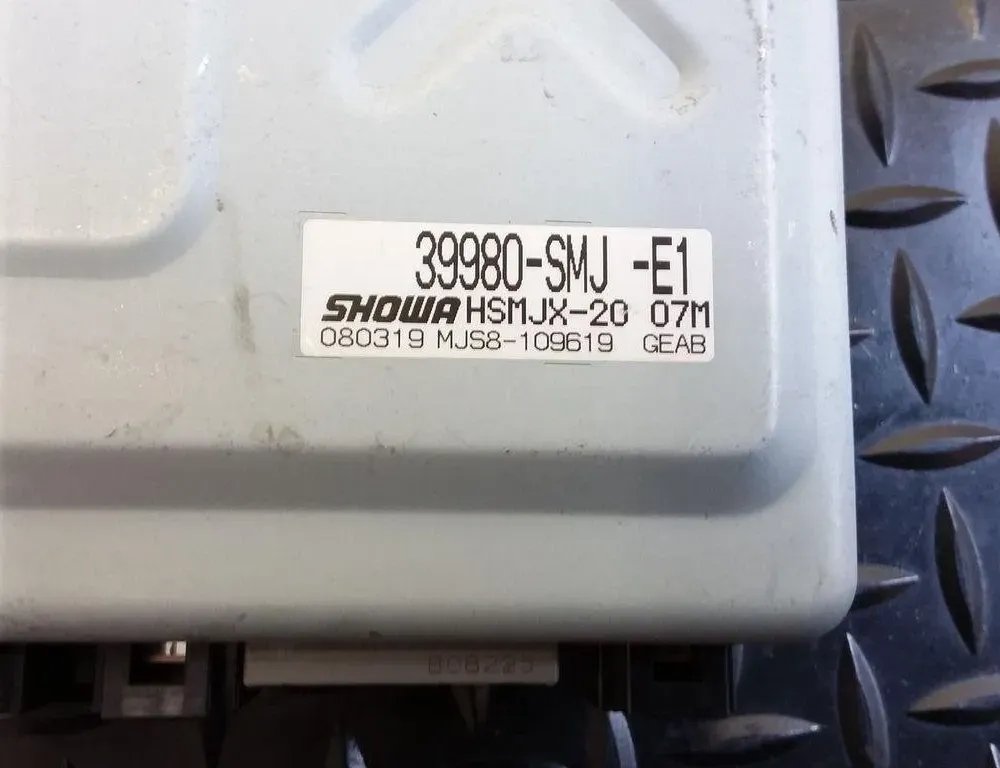 39980-SMJ -E1
SHOWA HSMJX-20 07M
080319 MJS8-109619 GEAB